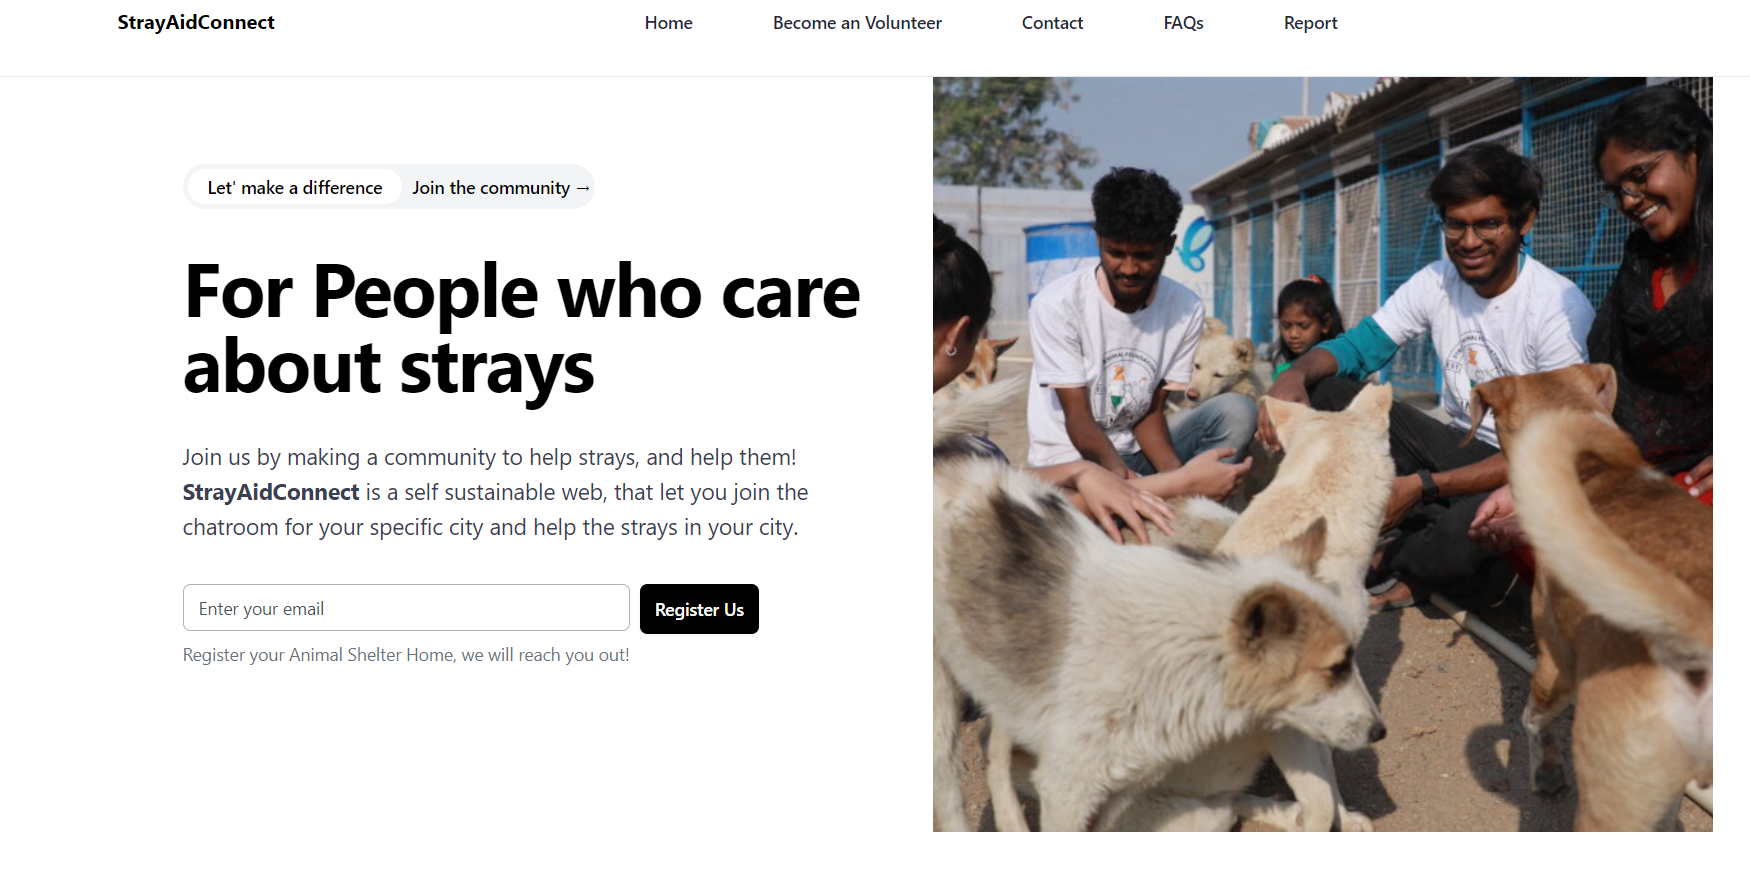 StrayAidConnect
Home
Become an Volunteer
Contact
FAQs
Report
Let' make a difference
Join the community →
For People who care
about strays
Join us by making a community to help strays, and help them!
StrayAidConnect is a self sustainable web, that let you join the
chatroom for your specific city and help the strays in your city.
Enter your email
Register Us
Register your Animal Shelter Home, we will reach you out!